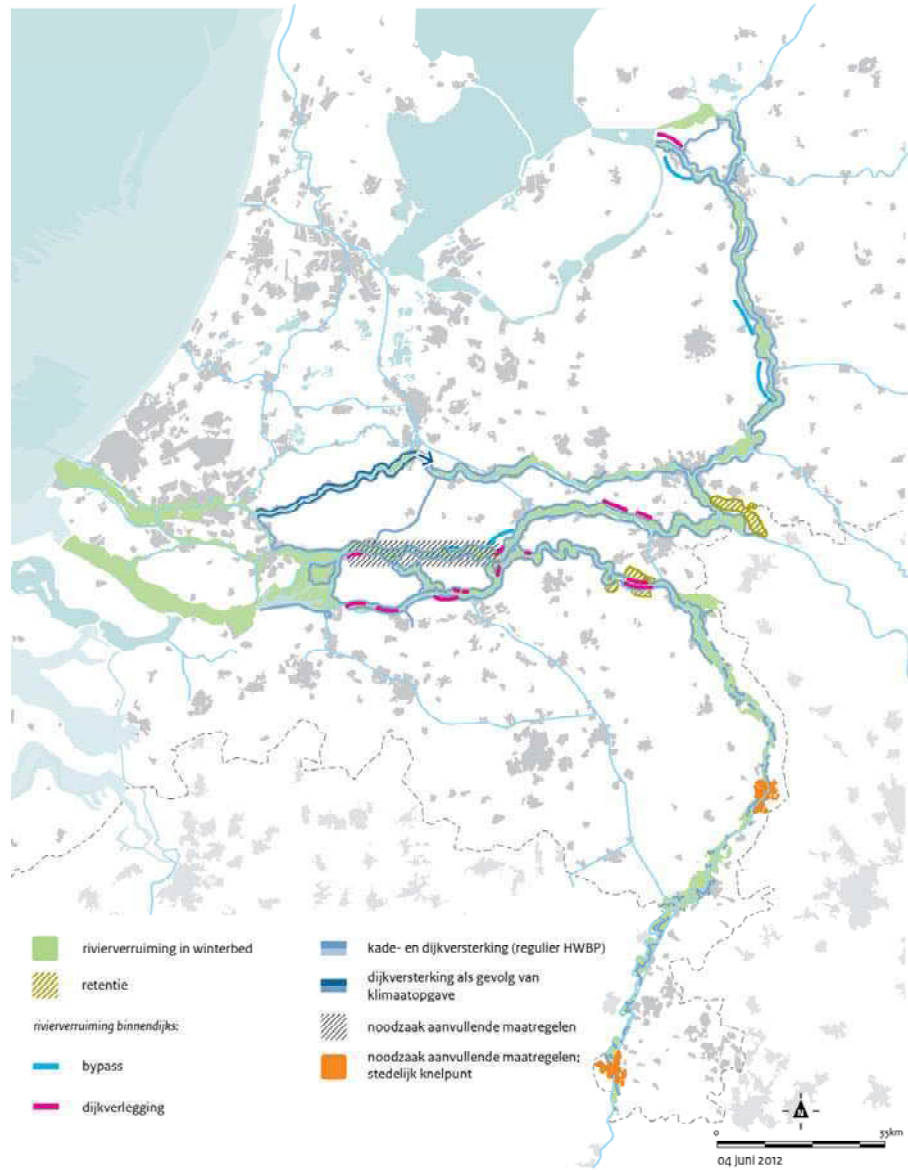 rivierverruiming in winterbed
retentie
rivierverruiming binnendijks:
bypass
dijkverlegging
kade- en dijkversterking (regulier HWBP)
dijkversterking als gevolg van
klimaatopgave
noodzaak aanvullende maatregelen
noodzaak aanvullende maatregelen;
stedelijk knelpunt
N
0
35km
04 juni 2012